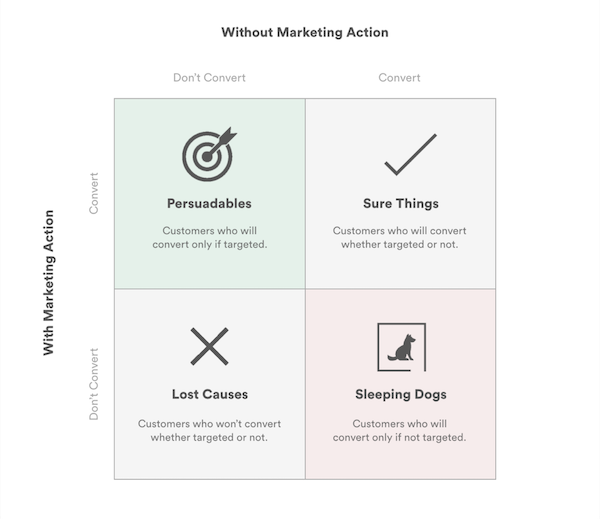 Without Marketing Action
Don't Convert
Convert
With Marketing Action
Convert
Persuadables
Customers who will
convert only if targeted.
Sure Things
Customers who will convert
whether targeted or not.
Don't Convert
Lost Causes
Customers who won't convert
whether targeted or not.
Sleeping Dogs
Customers who will
convert only if not targeted.